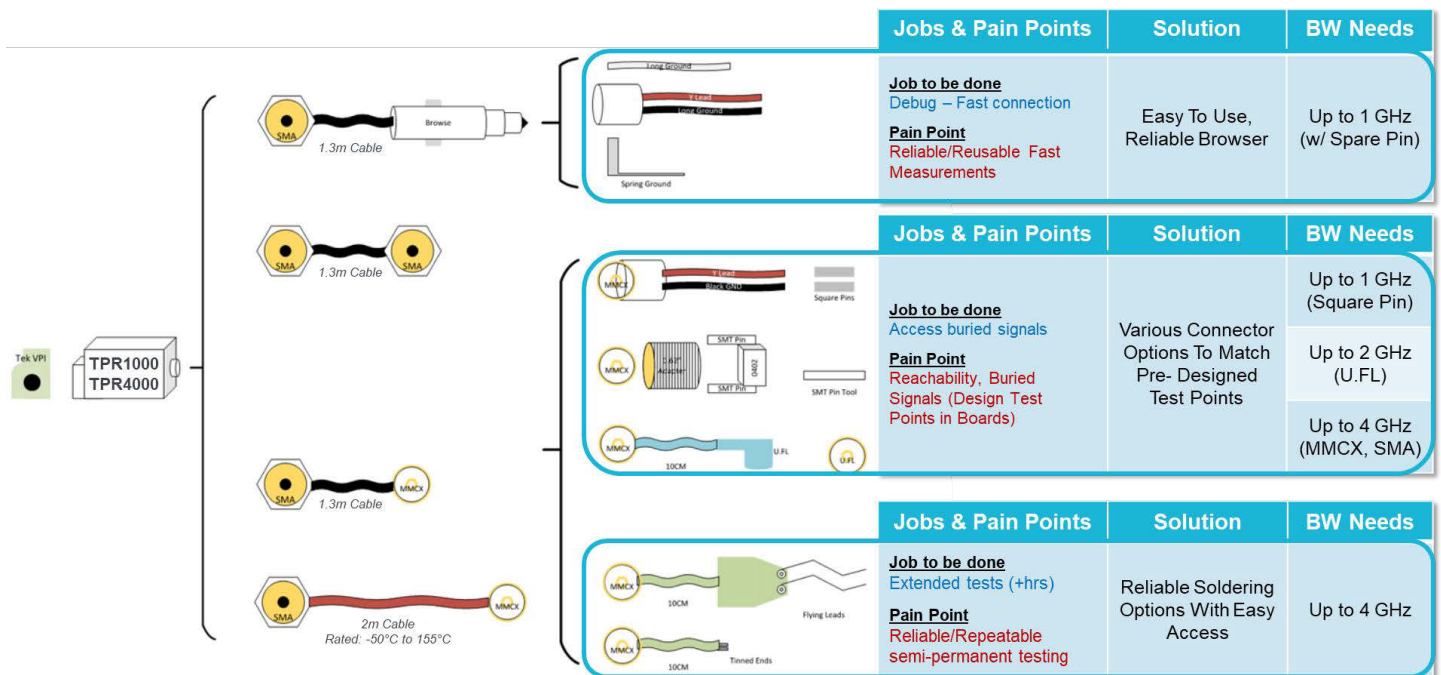 Jobs & Pain Points
Solution
BW Needs
Long Ground
Y Lead
Long Ground
Spring Ground
Browse
SMA
1.3m Cable
Job to be done
Debug – Fast connection
Pain Point
Reliable/Reusable Fast
Measurements
Easy To Use,
Reliable Browser
Up to 1 GHz
(w/ Spare Pin)
SMA
SMA
1.3m Cable
Jobs & Pain Points
Solution
BW Needs
MMCX
Y Lead
Black GND
Square Pins
MMCX
0.62"
Adapter
SMT Pin
0402
SMT Pin
SMT Pin Tool
MMCX
10CM
U.FL
U.FL
Job to be done
Access buried signals
Pain Point
Reachability, Buried
Signals (Design Test
Points in Boards)
Various Connector
Options To Match
Pre- Designed
Test Points
Up to 1 GHz
(Square Pin)
Up to 2 GHz
(U.FL)
Up to 4 GHz
(MMCX, SMA)
Tek VPI
TPR1000
TPR4000
SMA
MMCX
1.3m Cable
SMA
MMCX
2m Cable
Rated: -50°C to 155°C
Jobs & Pain Points
Solution
BW Needs
MMCX
10CM
Flying Leads
MMCX
10CM
Tinned Ends
Job to be done
Extended tests (+hrs)
Pain Point
Reliable/Repeatable
semi-permanent testing
Reliable Soldering
Options With Easy
Access
Up to 4 GHz